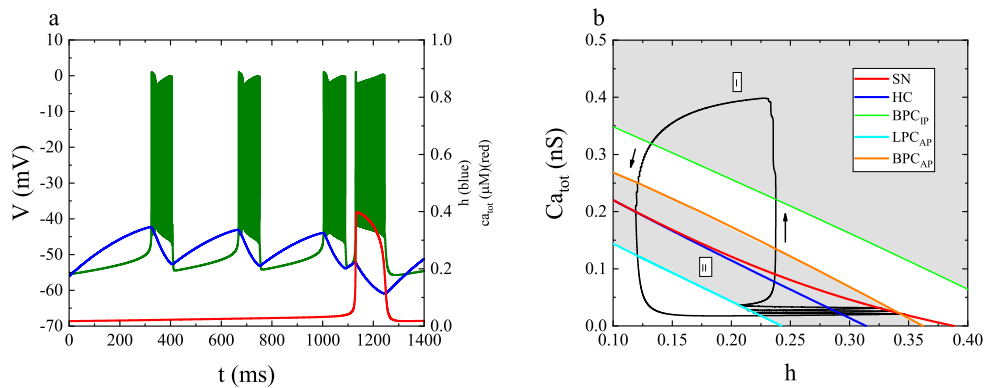 a
V (mV)
10
0
-10
-20
-30
-40
-50
-60
-70
0
200
400
600
800
1000
1200
1400
t (ms)
1.0
0.8
0.6
0.4
0.2
0.0
h (blue)
ca_tot (μM)(red)
b
Ca_tot (nS)
0.5
0.4
0.3
0.2
0.1
0.0
0.10
0.15
0.20
0.25
0.30
0.35
0.40
h
I
II
SN
HC
BPC_IP
LPC_AP
BPC_AP